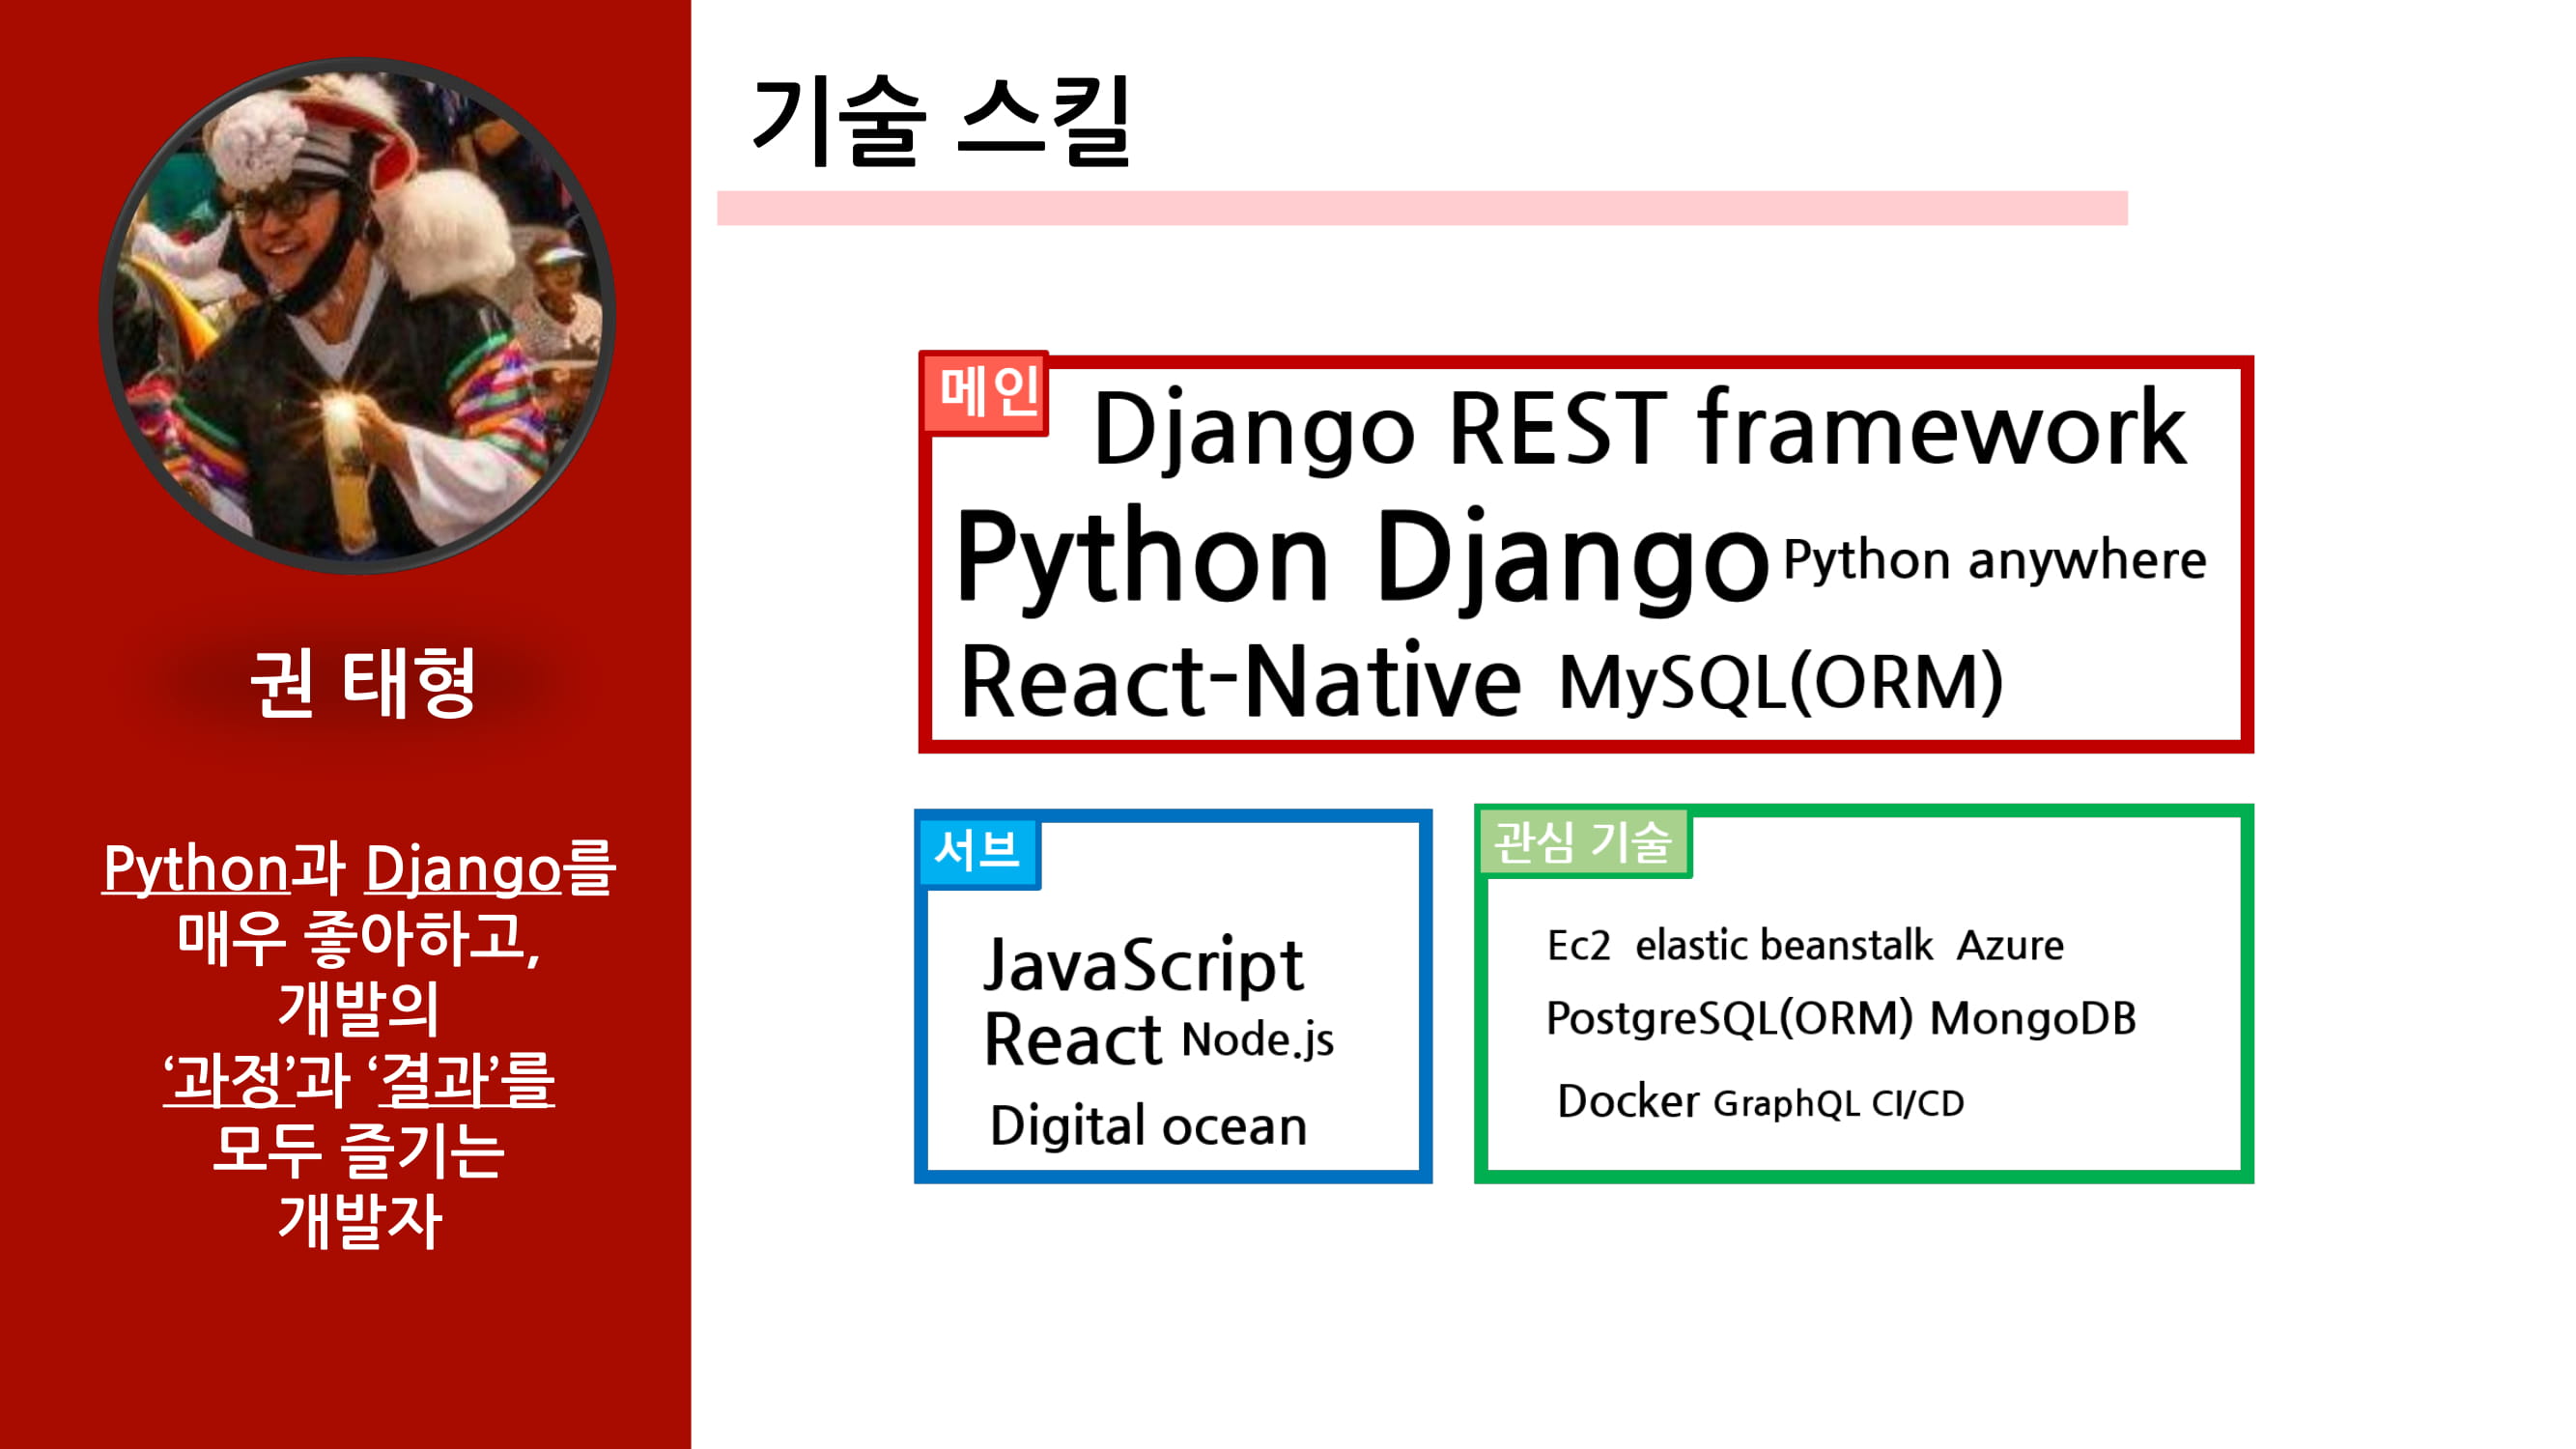 권 태형
Python과 Django를
매우 좋아하고,
개발의
‘과정’과 ‘결과’를
모두 즐기는
개발자
기술 스킬
메인
Django REST framework
Python Django Python anywhere
React-Native MySQL(ORM)
서브
JavaScript
React Node.js
Digital ocean
관심 기술
Ec2 elastic beanstalk Azure
PostgreSQL(ORM) MongoDB
Docker GraphQL CI/CD